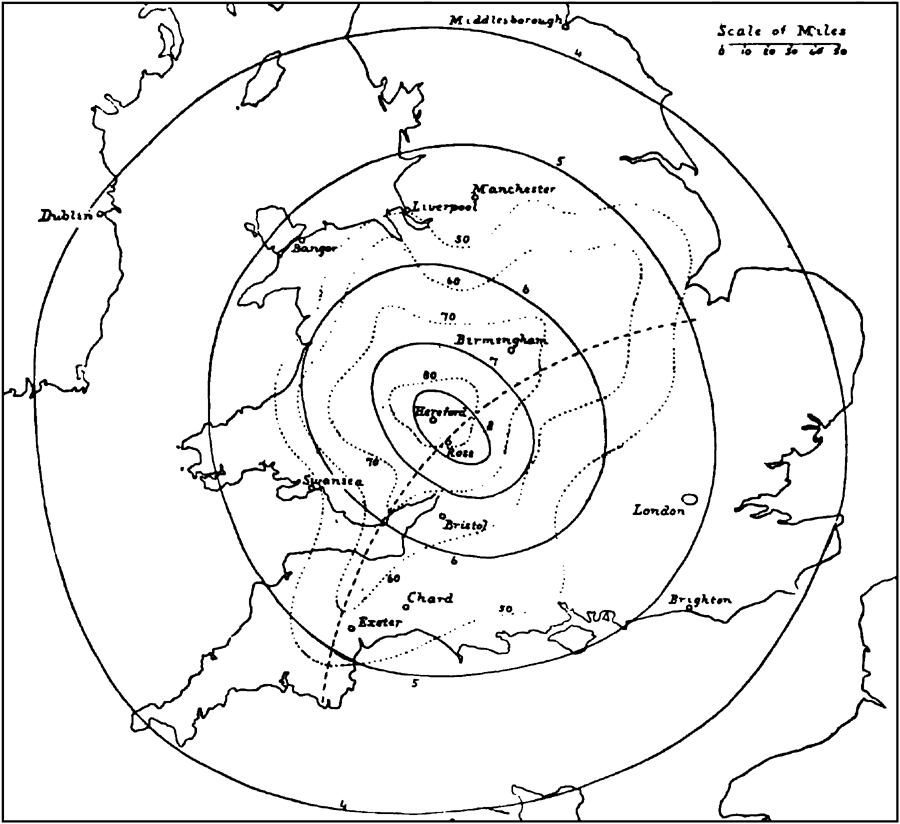 Middlesborough
Scale of Miles
0 10 20 30 40 50
4
5
Manchester
Liverpool
Dublin
50
Bangor
60
6
70
Birmingham
7
80
Hereford
8
Ross
70
Swansea
London
Bristol
6
60
Chard
50
Brighton
Exeter
5
4